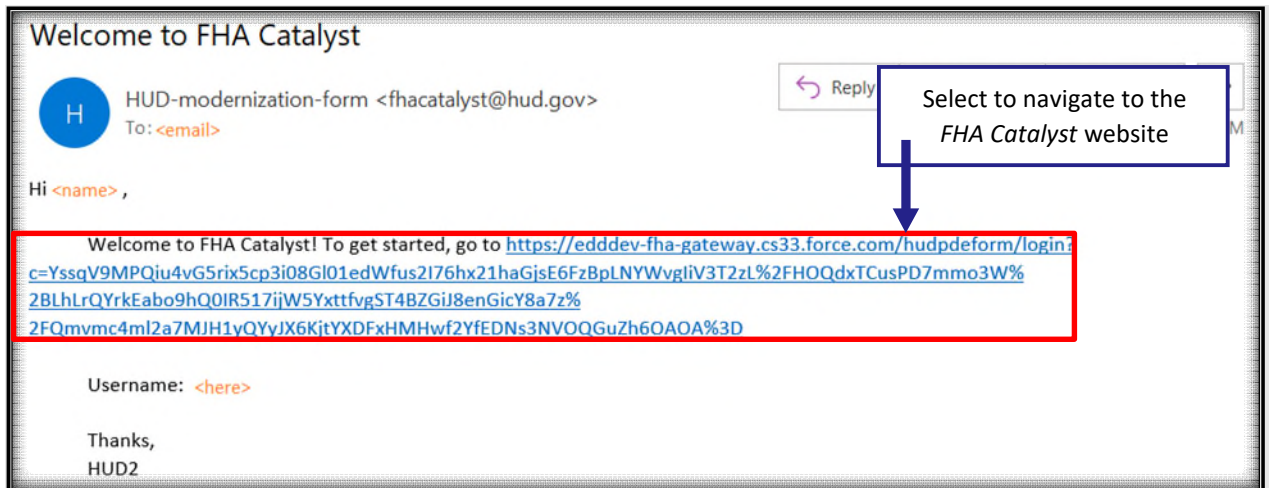 Welcome to FHA Catalyst
H
HUD-modernization-form <fhacatalyst@hud.gov>
To: <email>
Reply
Select to navigate to the
FHA Catalyst website
M
Hi <name> ,
Welcome to FHA Catalyst! To get started, go to https://edddev-fha-gateway.cs33.force.com/hudpdeform/login?
c=YssqV9MPQiu4vG5rix5cp3i08Gl01edWfus2I76hx21haGjsE6FzBpLNYWvgIiV3T2zL%2FHOQdxTCusPD7mmo3W%
2BLhLrQYrkEabo9hQ0IR517ijW5YxttfvgST4BZGiJ8enGicY8a7z%
2FQmvmc4ml2a7MJH1yQYyJX6KjtYXDFxHMHwf2YfEDNs3NVOQGuZh6OAOA%3D
Username: <here>
Thanks,
HUD2